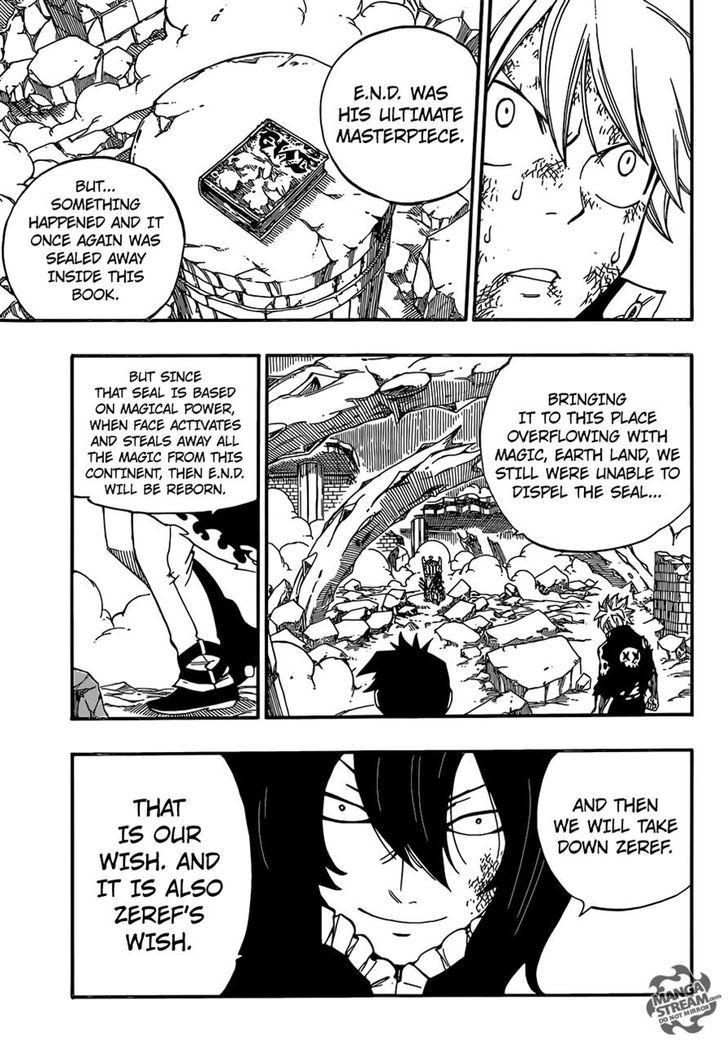 E.N.D. WAS
HIS ULTIMATE
MASTERPIECE.
BUT...
SOMETHING
HAPPENED AND IT
ONCE AGAIN WAS
SEALED AWAY
INSIDE THIS
BOOK.
BRINGING
IT TO THIS PLACE
OVERFLOWING WITH
MAGIC, EARTH LAND, WE
STILL WERE UNABLE TO
DISPEL THE SEAL...
BUT SINCE
THAT SEAL IS BASED
ON MAGICAL POWER,
WHEN FACE ACTIVATES
AND STEALS AWAY ALL
THE MAGIC FROM THIS
CONTINENT, THEN E.N.D.
WILL BE REBORN.
AND THEN
WE WILL TAKE
DOWN ZEREF.
THAT
IS OUR
WISH. AND
IT IS ALSO
ZEREF'S
WISH.
MANGA
STREAM.com
DO NOT MIRROR